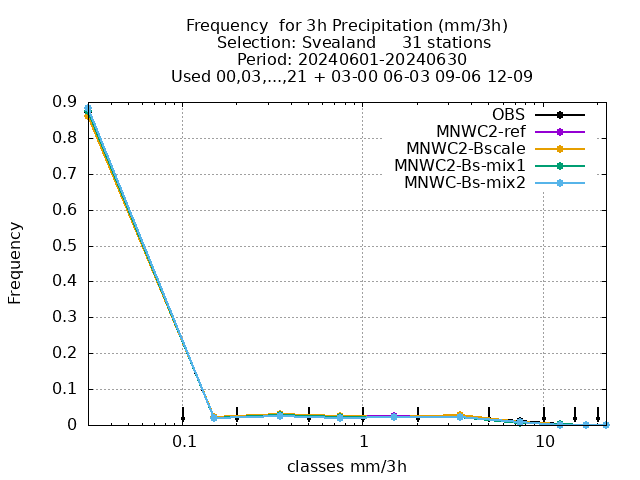 Frequency  for 3h Precipitation (mm/3h)
Selection: Svealand     31 stations
Period: 20240601-20240630
Used 00,03,...,21 + 03-00 06-03 09-06 12-09
OBS
MNWC2-ref
MNWC2-Bscale
MNWC2-Bs-mix1
MNWC-Bs-mix2
Frequency
0.9
0.8
0.7
0.6
0.5
0.4
0.3
0.2
0.1
0
0.1 1 10
classes mm/3h